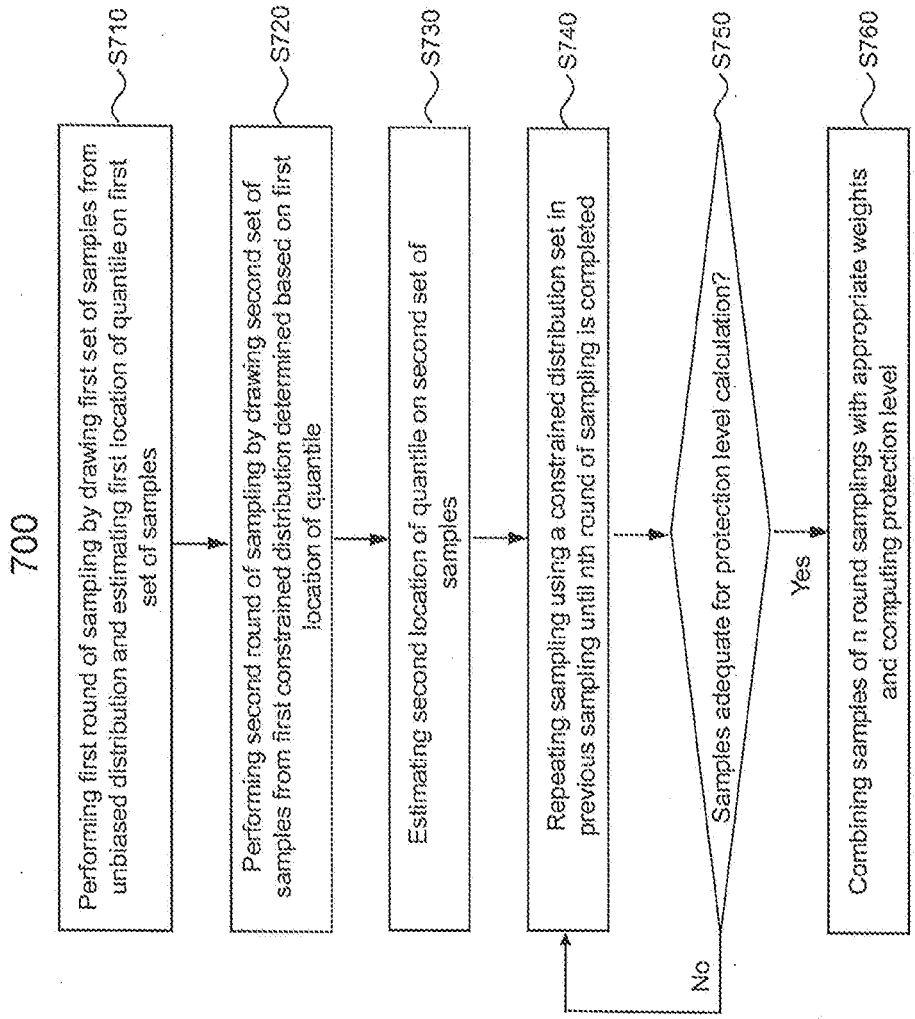 700
Performing first round of sampling by drawing first set of samples from
unbiased distribution and estimating first location of quantile on first
set of samples
S710
Performing second round of sampling by drawing second set of
samples from first constrained distribution determined based on first
location of quantile
S720
Estimating second location of quantile on second set of
samples
S730
Repeating sampling using a constrained distribution set in
previous sampling until nth round of sampling is completed
S740
Samples adequate for protection level calculation?
S750
No
Yes
Combining samples of n round samplings with appropriate weights
and computing protection level
S760